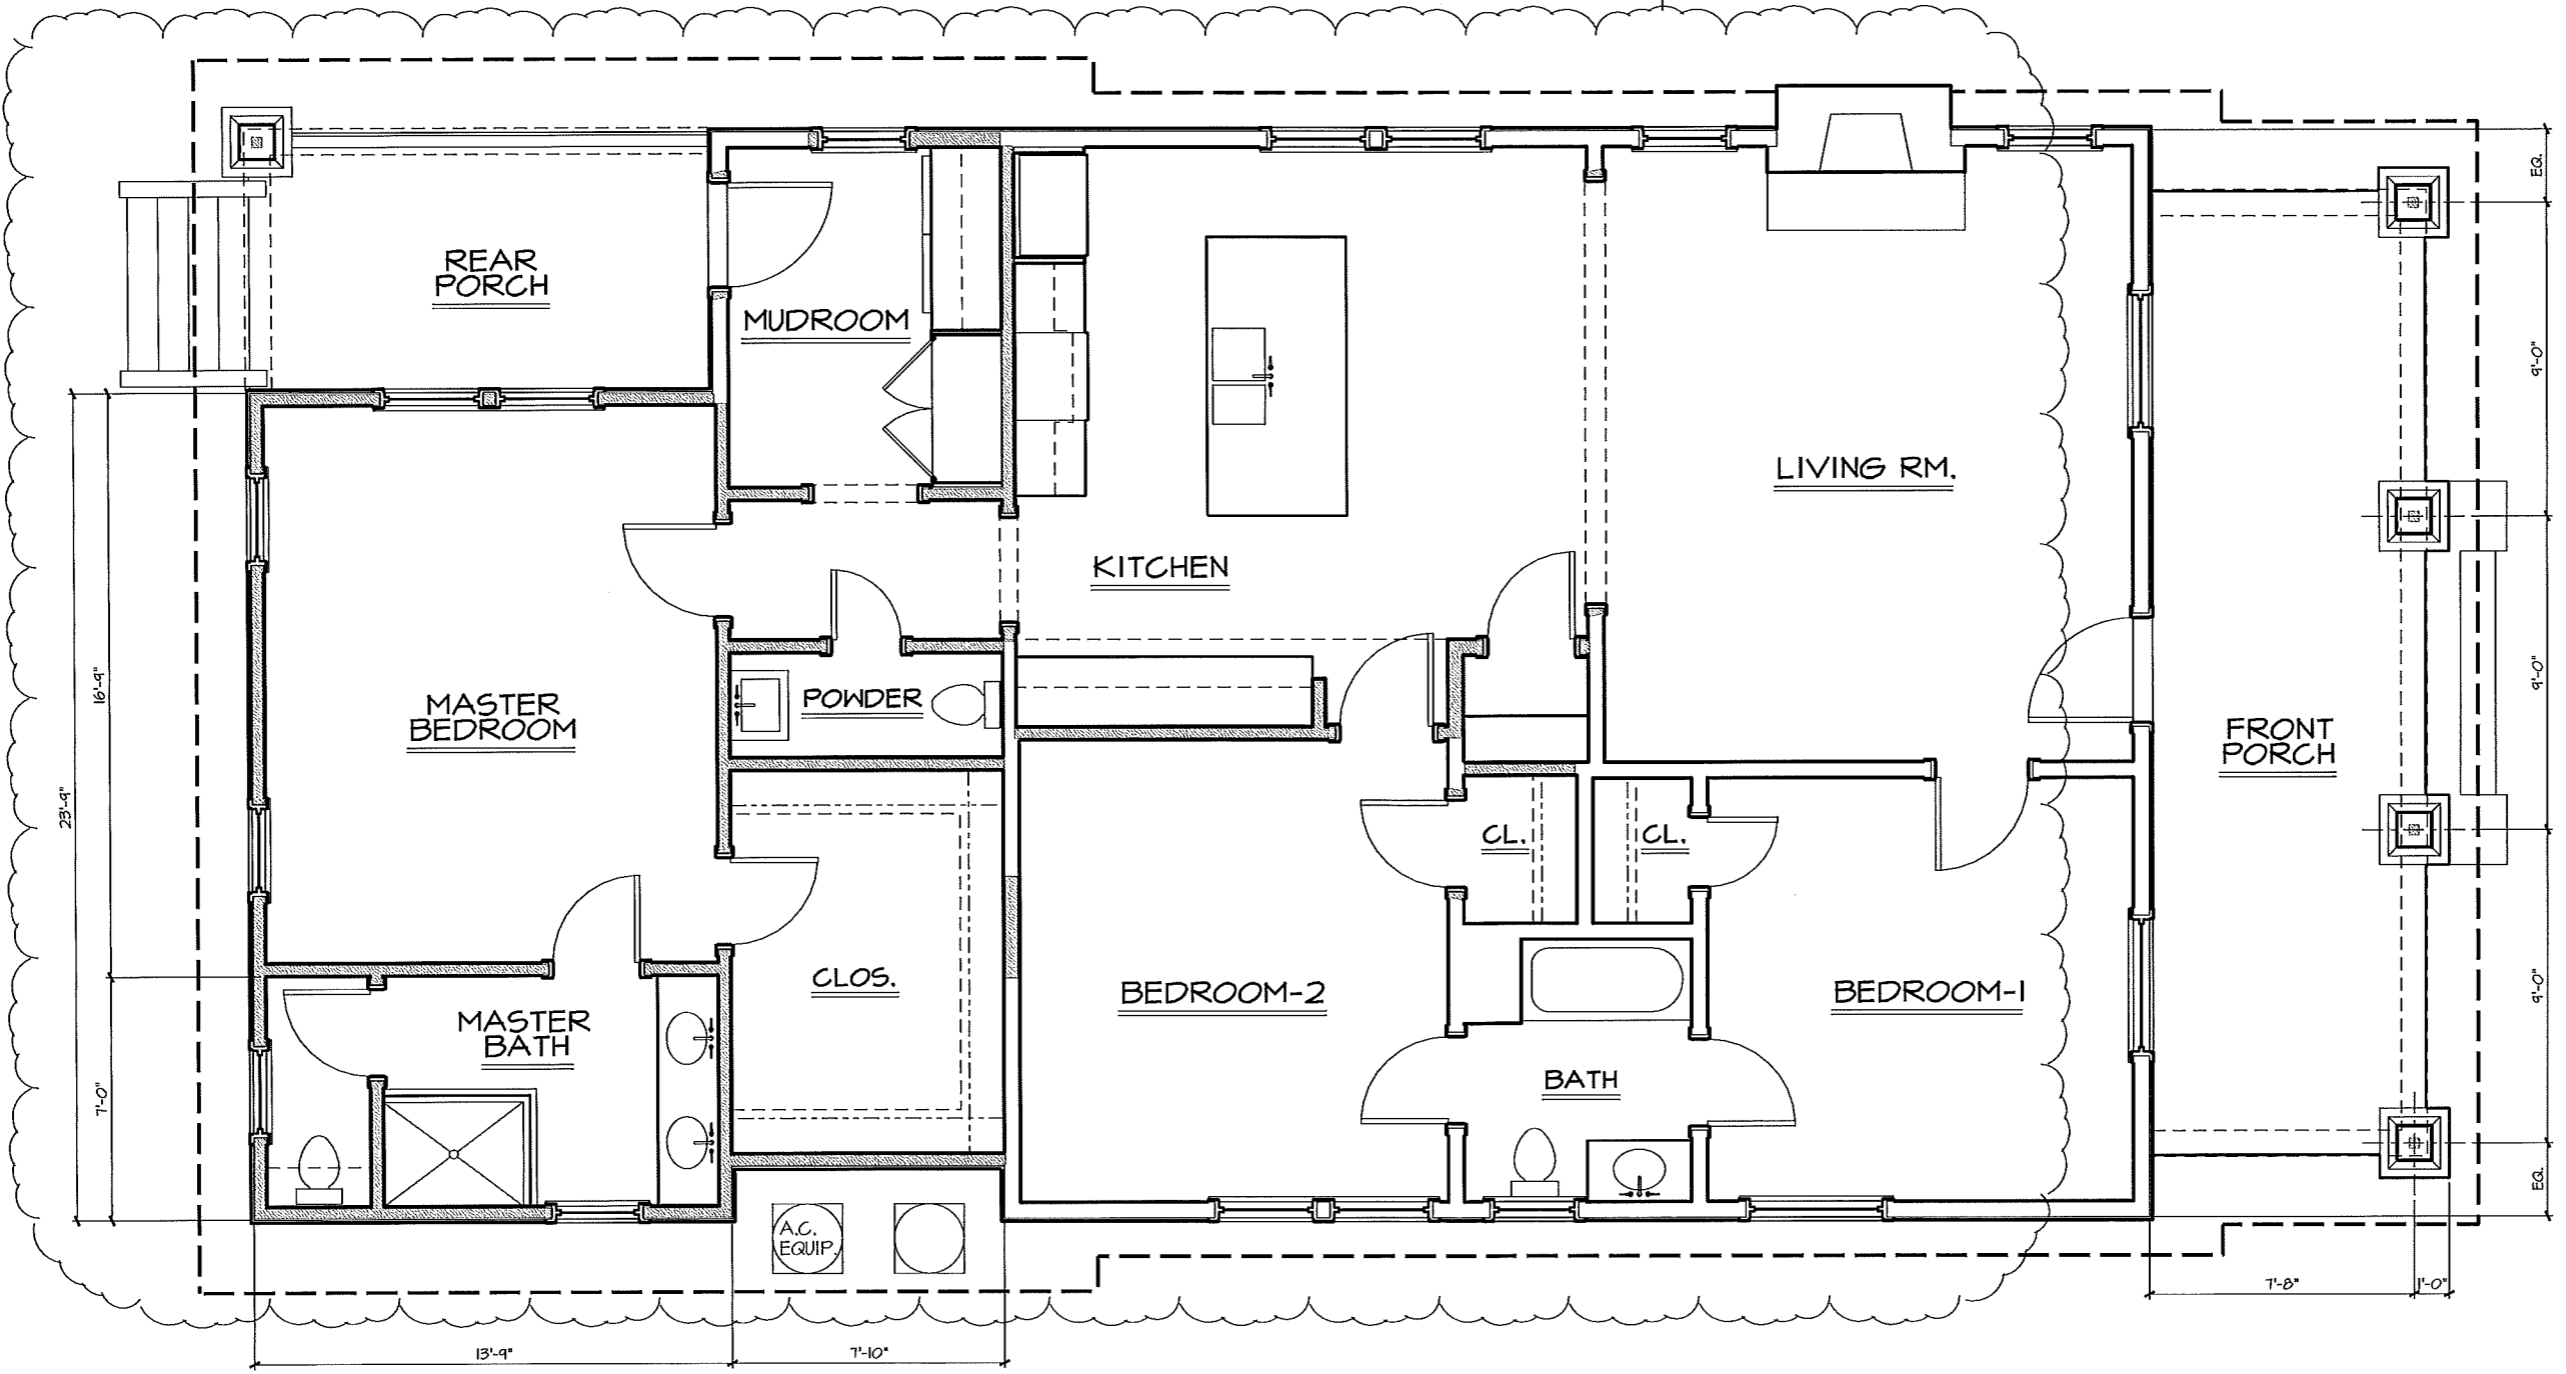 REAR
PORCH
MUDROOM
KITCHEN
LIVING RM.
MASTER
BEDROOM
POWDER
FRONT
PORCH
CL.
CL.
CLOS.
BEDROOM-2
BEDROOM-1
MASTER
BATH
BATH
A.C.
EQUIP.
23'-9"
16'-9"
7'-0"
13'-9"
7'-10"
7'-8"
1'-0"
EQ.
9'-0"
9'-0"
9'-0"
EQ.